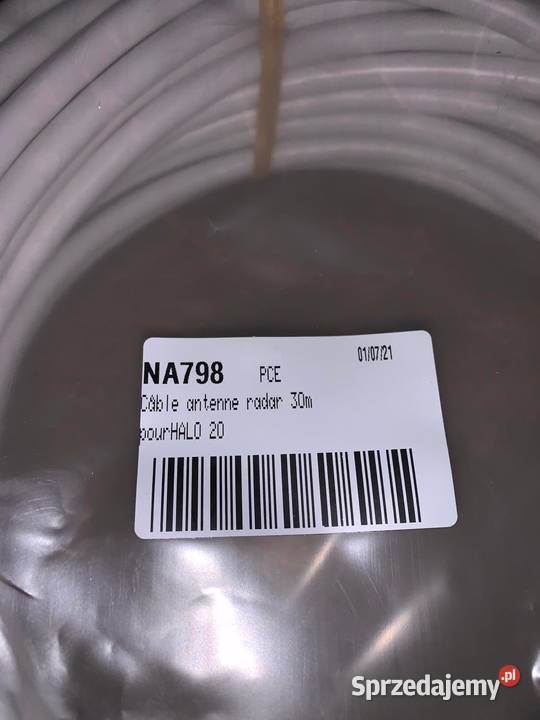 01/07/21
NA798 PCE
Câble antenne radar 30m
pourHALO 20
Sprzedajemy.pl